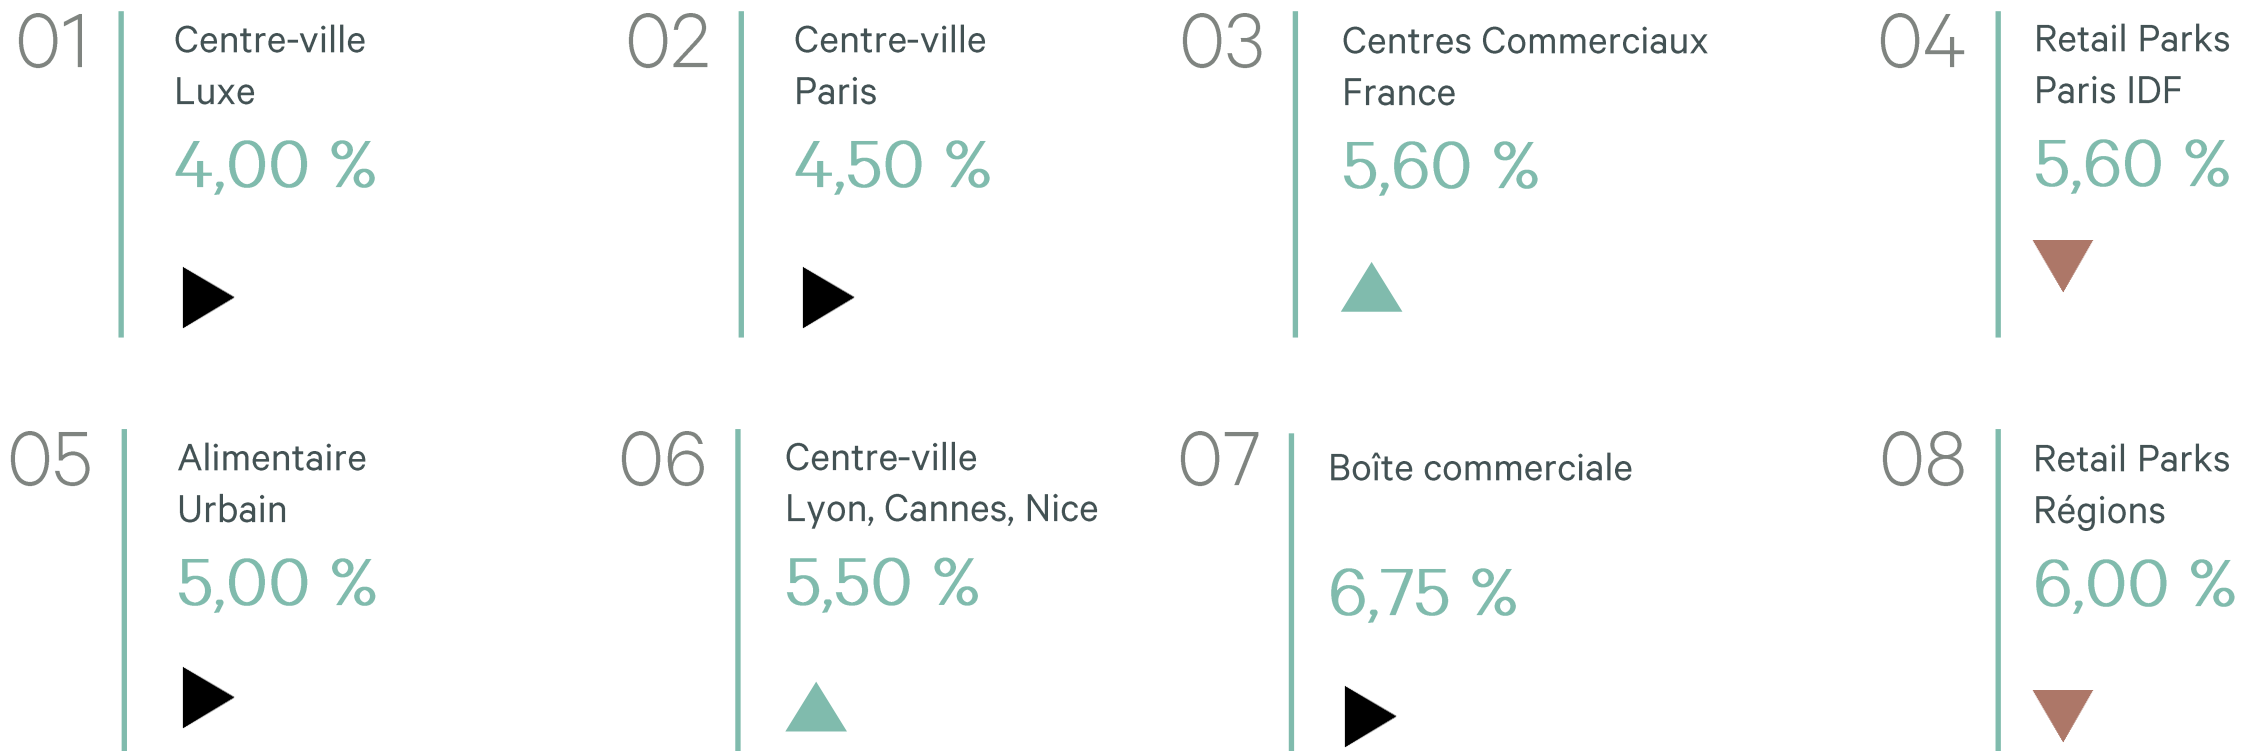 01
Centre-ville
Luxe
4,00 %
02
Centre-ville
Paris
4,50 %
03
Centres Commerciaux
France
5,60 %
04
Retail Parks
Paris IDF
5,60 %
05
Alimentaire
Urbain
5,00 %
06
Centre-ville
Lyon, Cannes, Nice
5,50 %
07
Boîte commerciale
6,75 %
08
Retail Parks
Régions
6,00 %